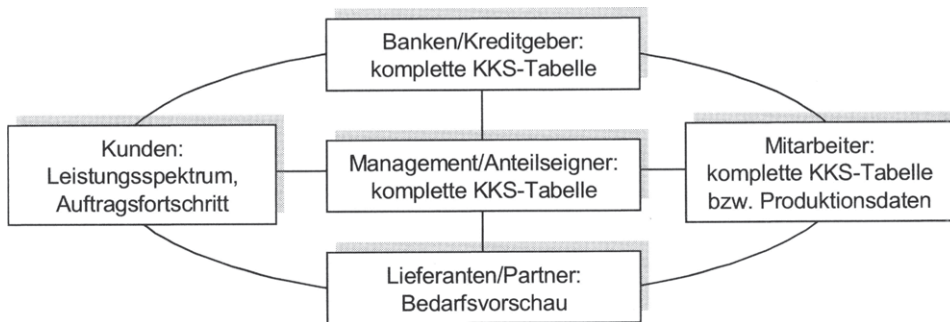 Banken/Kreditgeber:
komplette KKS-Tabelle
Kunden:
Leistungsspektrum,
Auftragsfortschritt
Management/Anteilseigner:
komplette KKS-Tabelle
Mitarbeiter:
komplette KKS-Tabelle
bzw. Produktionsdaten
Lieferanten/Partner:
Bedarfsvorschau